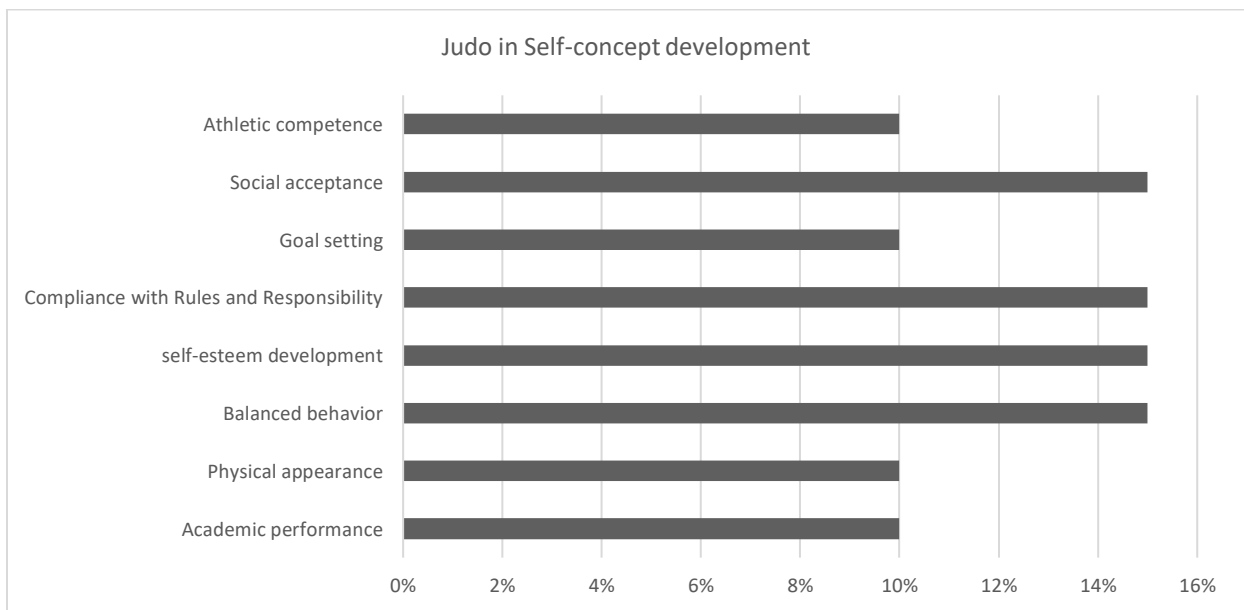 Judo in Self-concept development
Athletic competence
Social acceptance
Goal setting
Compliance with Rules and Responsibility
self-esteem development
Balanced behavior
Physical appearance
Academic performance
0% 2% 4% 6% 8% 10% 12% 14% 16%